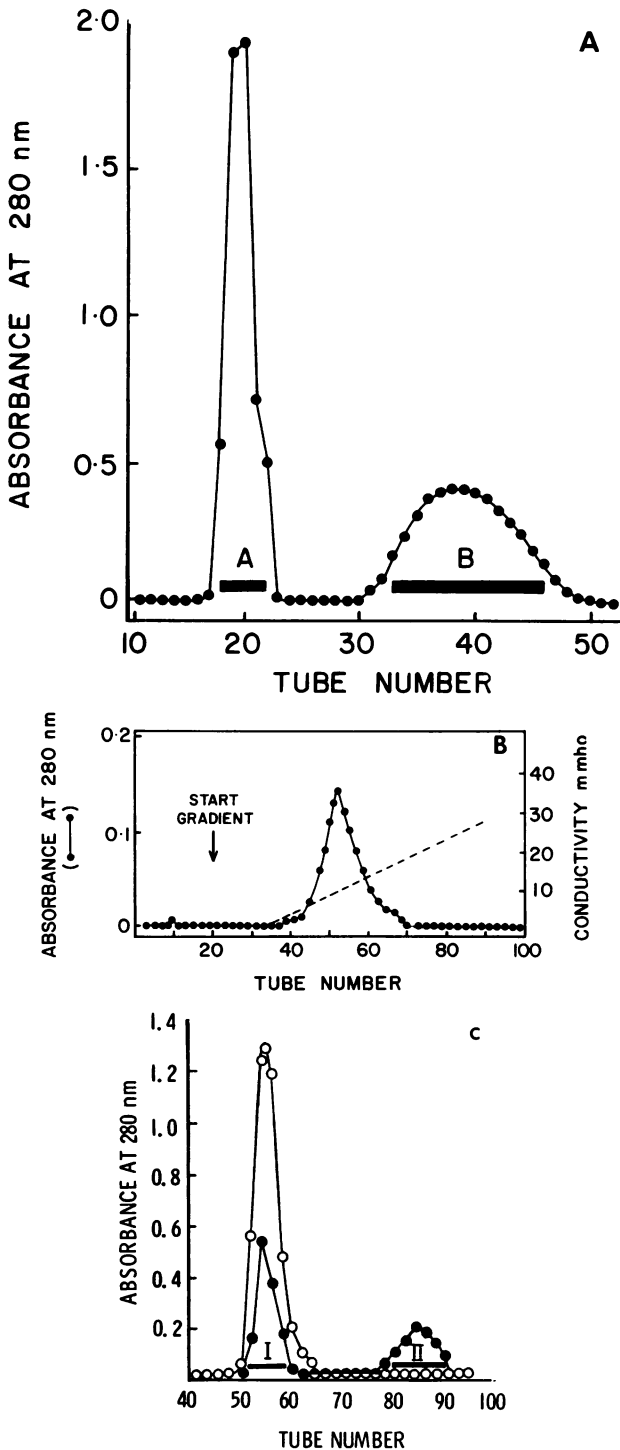 A
2·0
1·5
1·0
0·5
0
ABSORBANCE AT 280 nm
A
B
10 20 30 40 50
TUBE NUMBER
B
0·2
0·1
0
ABSORBANCE AT 280 nm
(●—●)
START
GRADIENT
40
30
20
10
CONDUCTIVITY mmho
20 40 60 80 100
TUBE NUMBER
C
1.4
1.2
1.0
0.8
0.6
0.4
0.2
ABSORBANCE AT 280 nm
I
II
40 50 60 70 80 90 100
TUBE NUMBER